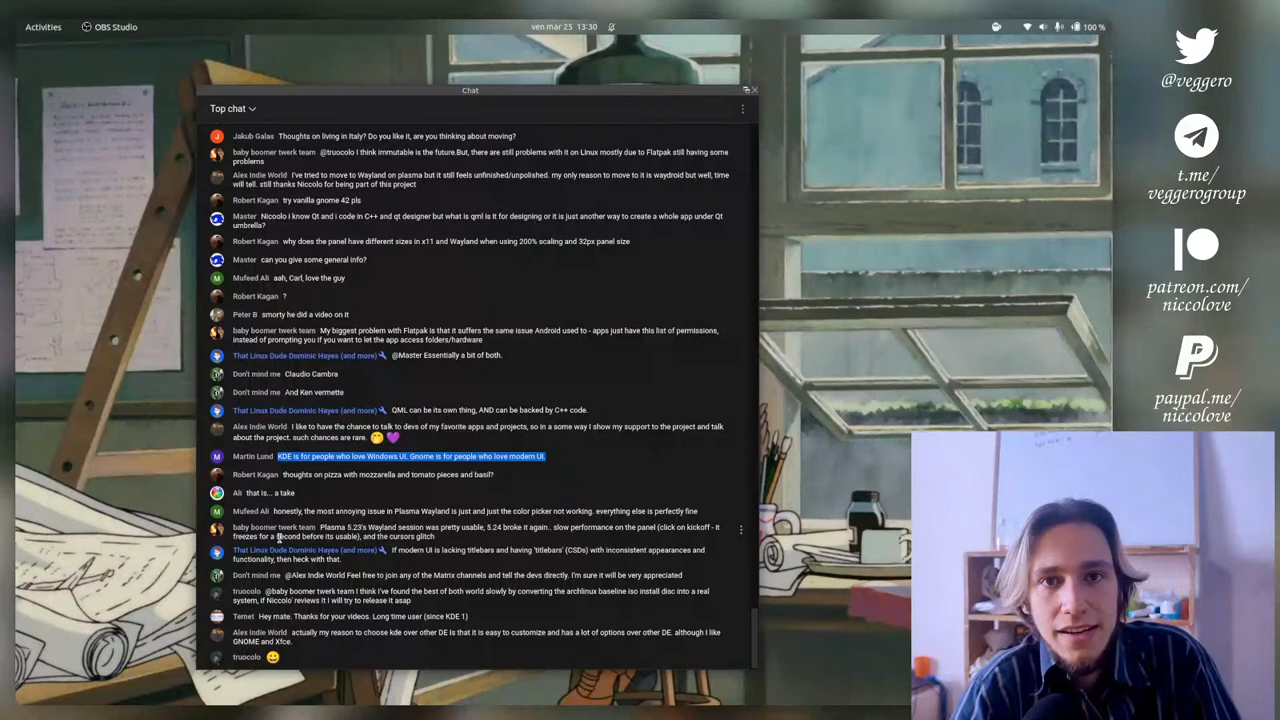 Activities
OBS Studio
ven mar 25 13:30
100 %
Chat
Top chat
Jakub Galas Thoughts on living in Italy? Do you like it, are you thinking about moving?
baby boomer twerk team @truocolo I think immutable is the future.But, there are still problems with it on Linux mostly due to Flatpak still having some
problems
Alex Indie World I've tried to move to Wayland on plasma but it still feels unfinished/unpolished. my only reason to move to it is waydroid but well, time
will tell. still thanks Niccolo for being part of this project
Robert Kagan try vanilla gnome 42 pls
Master Nicoolo i know Qt and i code in C++ and qt designer but what is qml is it for designing or it is just another way to create a whole app under Qt
umbrella?
Robert Kagan why does the panel have different sizes in x11 and Wayland when using 200% scaling and 32px panel size
Master can you give some general info?
Mufeed Ali aah, Carl, love the guy
Robert Kagan ?
Peter B smorty he did a video on it
baby boomer twerk team My biggest problem with Flatpak is that it suffers the same issue Android used to - apps just have this list of permissions,
instead of prompting you if you want to let the app access folders/hardware
That Linux Dude Dominic Hayes (and more) @Master Essentially a bit of both.
Don't mind me Claudio Cambra
Don't mind me And Ken vermette
That Linux Dude Dominic Hayes (and more) QML can be its own thing, AND can be backed by C++ code.
Alex Indie World I like to have the chance to talk to devs of my favorite apps and projects, so in a some way I show my support to the project and talk
about the project. such chances are rare. 🤭💜
Martin Lund KDE is for people who love Windows UI. Gnome is for people who love modern UI.
Robert Kagan thoughts on pizza with mozzarella and tomato pieces and basil?
Ali that is... a take
Mufeed Ali honestly, the most annoying issue in Plasma Wayland is just and just the color picker not working. everything else is perfectly fine
baby boomer twerk team Plasma 5.23's Wayland session was pretty usable, 5.24 broke it again.. slow performance on the panel (click on kickoff - it
freezes for a second before its usable), and the cursors glitch
That Linux Dude Dominic Hayes (and more) If modern UI is lacking titlebars and having 'titlebars' (CSDs) with inconsistent appearances and
functionality, then heck with that.
Don't mind me @Alex Indie World Feel free to join any of the Matrix channels and tell the devs directly. I'm sure it will be very appreciated
truocolo @baby boomer twerk team I think I've found the best of both world slowly by converting the archlinux baseline iso install disc into a real
system, if Niccolo' reviews it I will try to release it asap
Ternet Hey mate. Thanks for your videos. Long time user (since KDE 1)
Alex Indie World actually my reason to choose kde over other DE is that it is easy to customize and has a lot of options over other DE. although I like
GNOME and Xfce.
truocolo 😀
@veggero
t.me/
veggerogroup
patreon.com/
niccolove
paypal.me/
niccolove